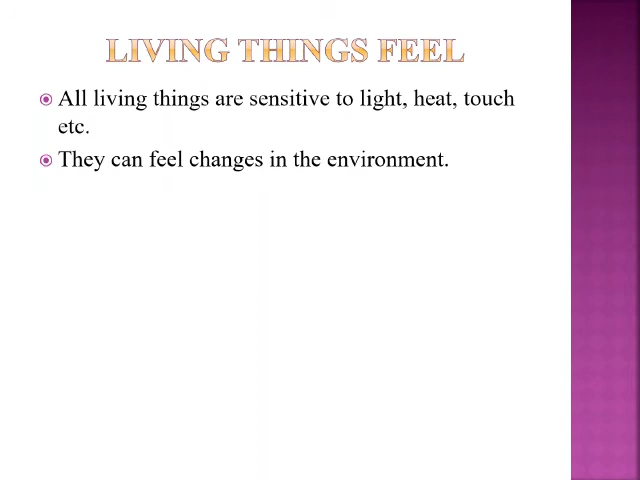 LIVING THINGS FEEL
All living things are sensitive to light, heat, touch
etc.
They can feel changes in the environment.